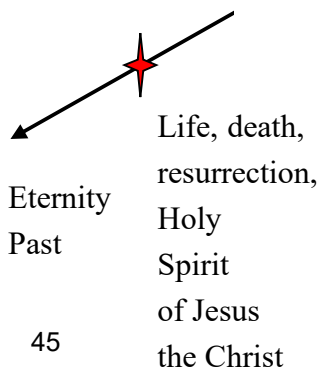 Eternity
Past
Life, death,
resurrection,
Holy
Spirit
of Jesus
the Christ
45